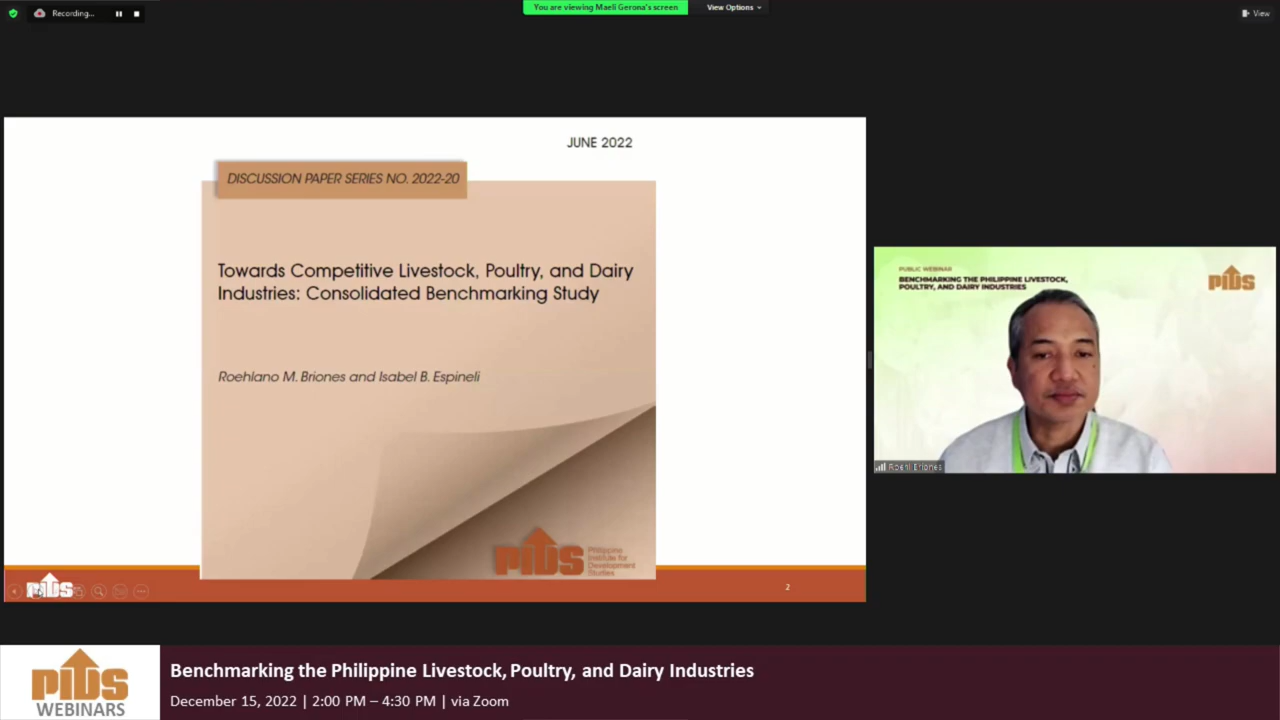 Recording...
You are viewing Maeli Gerona's screen
View Options
View
JUNE 2022
DISCUSSION PAPER SERIES NO. 2022-20
Towards Competitive Livestock, Poultry, and Dairy
Industries: Consolidated Benchmarking Study
Roehlano M. Briones and Isabel B. Espineli
PIDS
Philippine
Institute for
Development
Studies
PIDS
2
PUBLIC WEBINAR
BENCHMARKING THE PHILIPPINE LIVESTOCK,
POULTRY, AND DAIRY INDUSTRIES
PIDS
Roehl Briones
PIDS
WEBINARS
Benchmarking the Philippine Livestock, Poultry, and Dairy Industries
December 15, 2022 | 2:00 PM – 4:30 PM | via Zoom